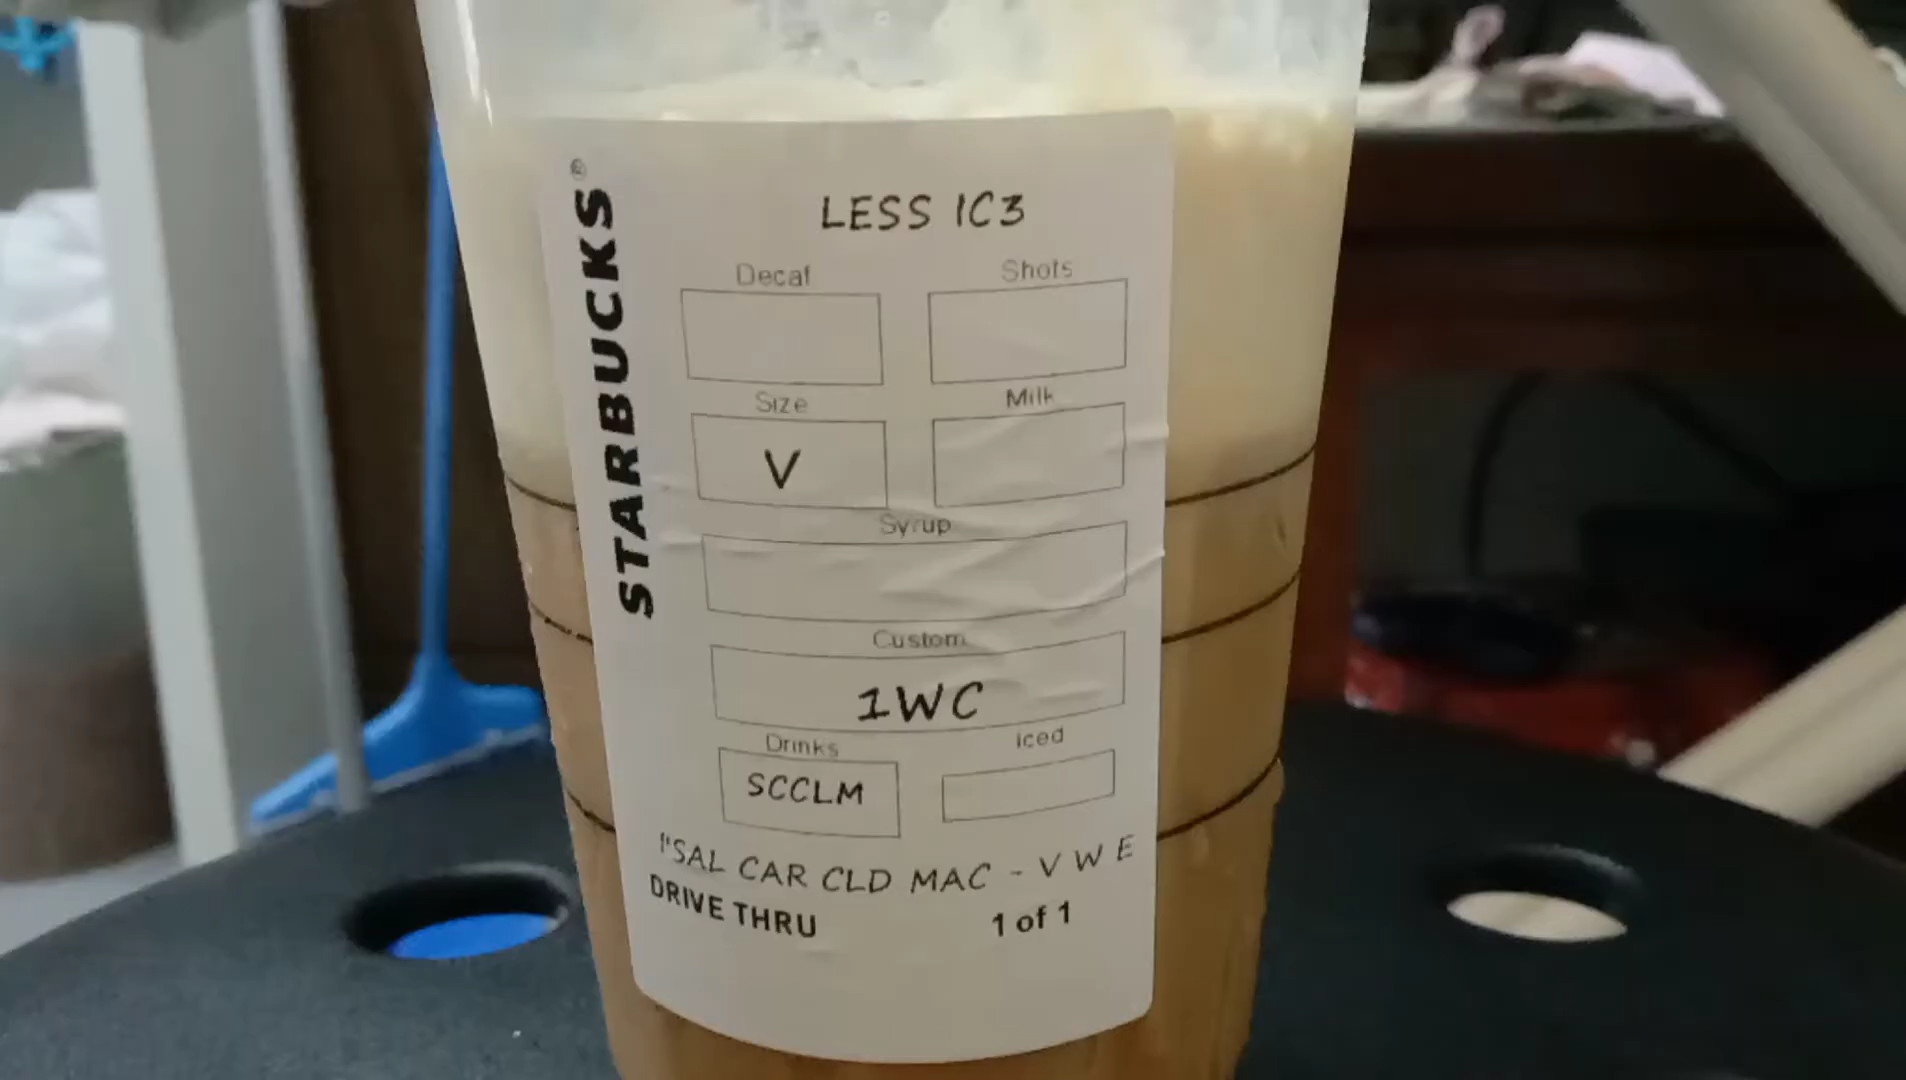 STARBUCKS®
LESS IC3
Decaf Shots
Size Milk
V
Syrup
Custom
1WC
Drinks Iced
SCCLM
SAL CAR CLD MAC - V W E
DRIVE THRU 1 of 1